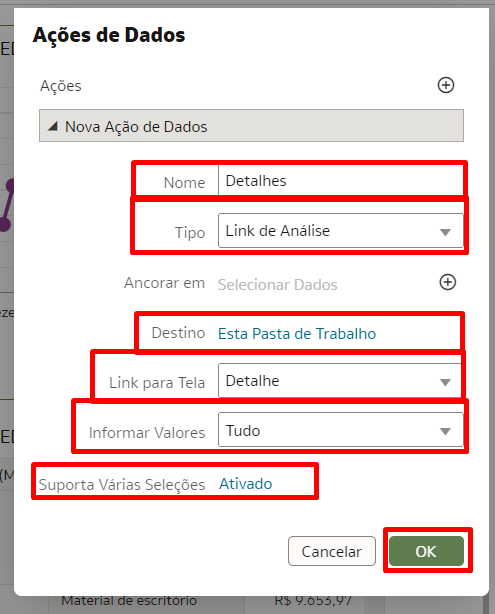 Ações de Dados
Ações
Nova Ação de Dados
Nome Detalhes
Tipo Link de Análise
Ancorar em Selecionar Dados
Destino Esta Pasta de Trabalho
Link para Tela Detalhe
Informar Valores Tudo
Suporta Várias Seleções Ativado
Cancelar OK
Material de escritório R$ 9.653,97